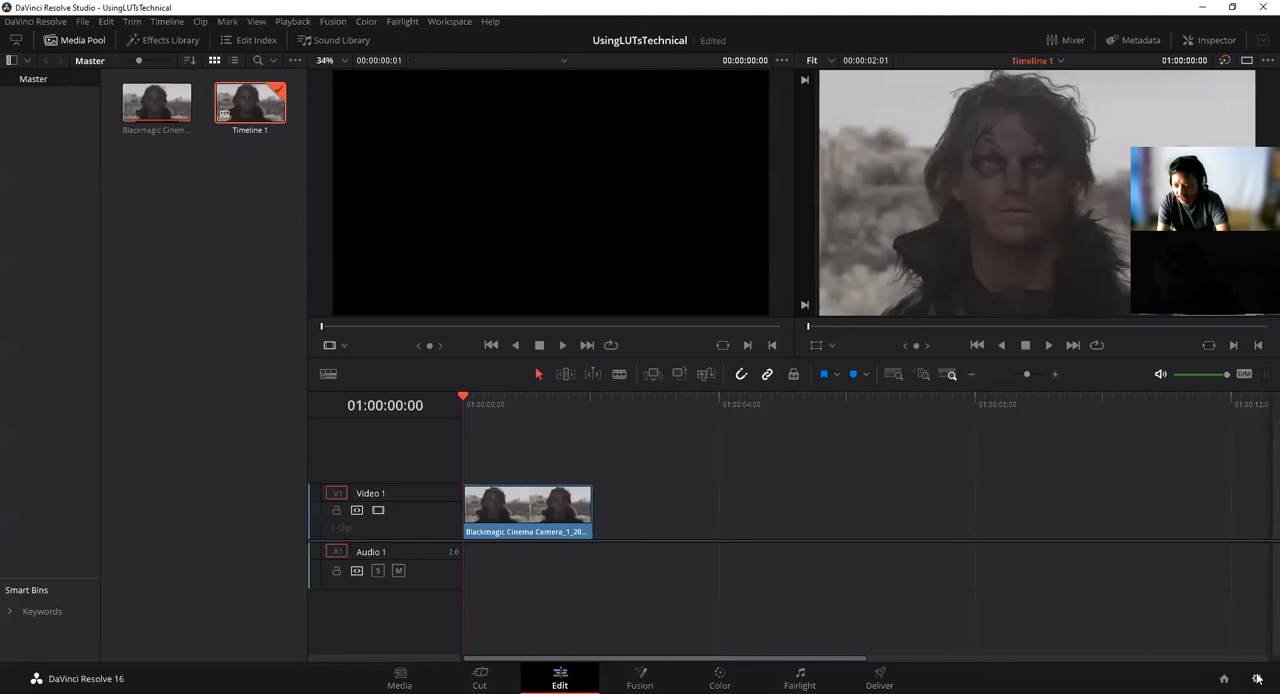 DaVinci Resolve Studio - UsingLUTsTechnical
DaVinci Resolve File Edit Trim Timeline Clip Mark View Playback Fusion Color Fairlight Workspace Help
Media Pool Effects Library Edit Index Sound Library UsingLUTsTechnical Edited Mixer Metadata Inspector
Master 34% 00:00:00:01 00:00:00:00 Fit 00:00:02:01 Timeline 1 01:00:00:00
Master
Blackmagic Cinem... Timeline 1
DIM
01:00:00:00 01:00:00:00 01:00:04:00 01:00:12:0
V1 Video 1
1 Clip
Blackmagic Cinema Camera_1_20...
A1 Audio 1 2.0
S M
Smart Bins
Keywords
DaVinci Resolve 16 Media Cut Edit Fusion Color Fairlight Deliver